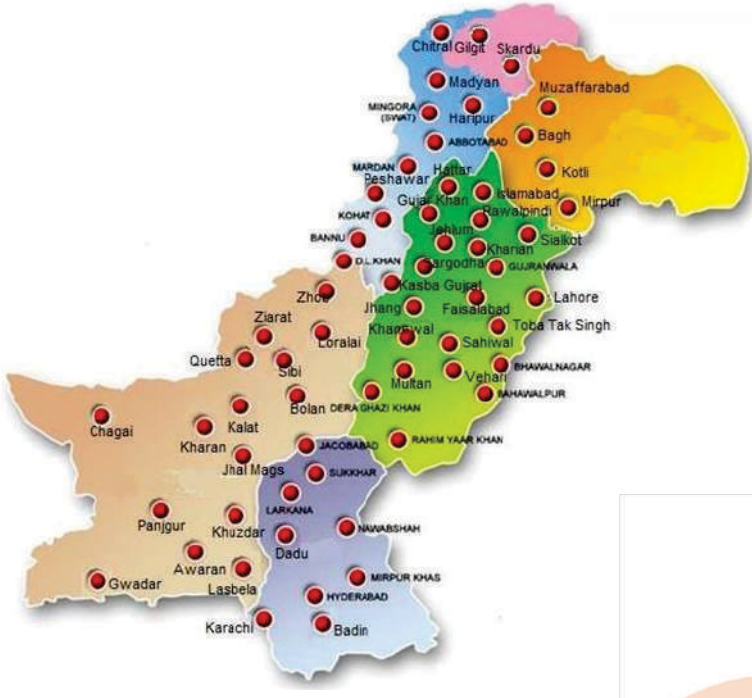 Chitral
Gilgit
Skardu
Madyan
Muzaffarabad
MINGORA
(SWAT)
Haripur
Bagh
ABBOTABAD
MARDAN
Hattar
Kotli
Peshawar
Islamabad
Gujar Khan
Mirpur
KOHAT
Rawalpindi
Jehlum
Sialkot
BANNU
Kharian
D.I.KHAN
Sargodha
GUJRANWALA
Kasba Gujrat
Zhob
Jhang
Faisalabad
Lahore
Ziarat
Toba Tak Singh
Loralai
Khanewal
Sahiwal
Quetta
Sibi
BHAWALNAGAR
Multan
Vehari
Bolan
DERA GHAZI KHAN
BAHAWALPUR
Chagai
Kalat
Kharan
RAHIM YAAR KHAN
JACOBABAD
Jhal Mags
SUKKHAR
LARKANA
Panjgur
Khuzdar
NAWABSHAH
Dadu
Awaran
Gwadar
Lasbela
MIRPUR KHAS
HYDERABAD
Karachi
Badin